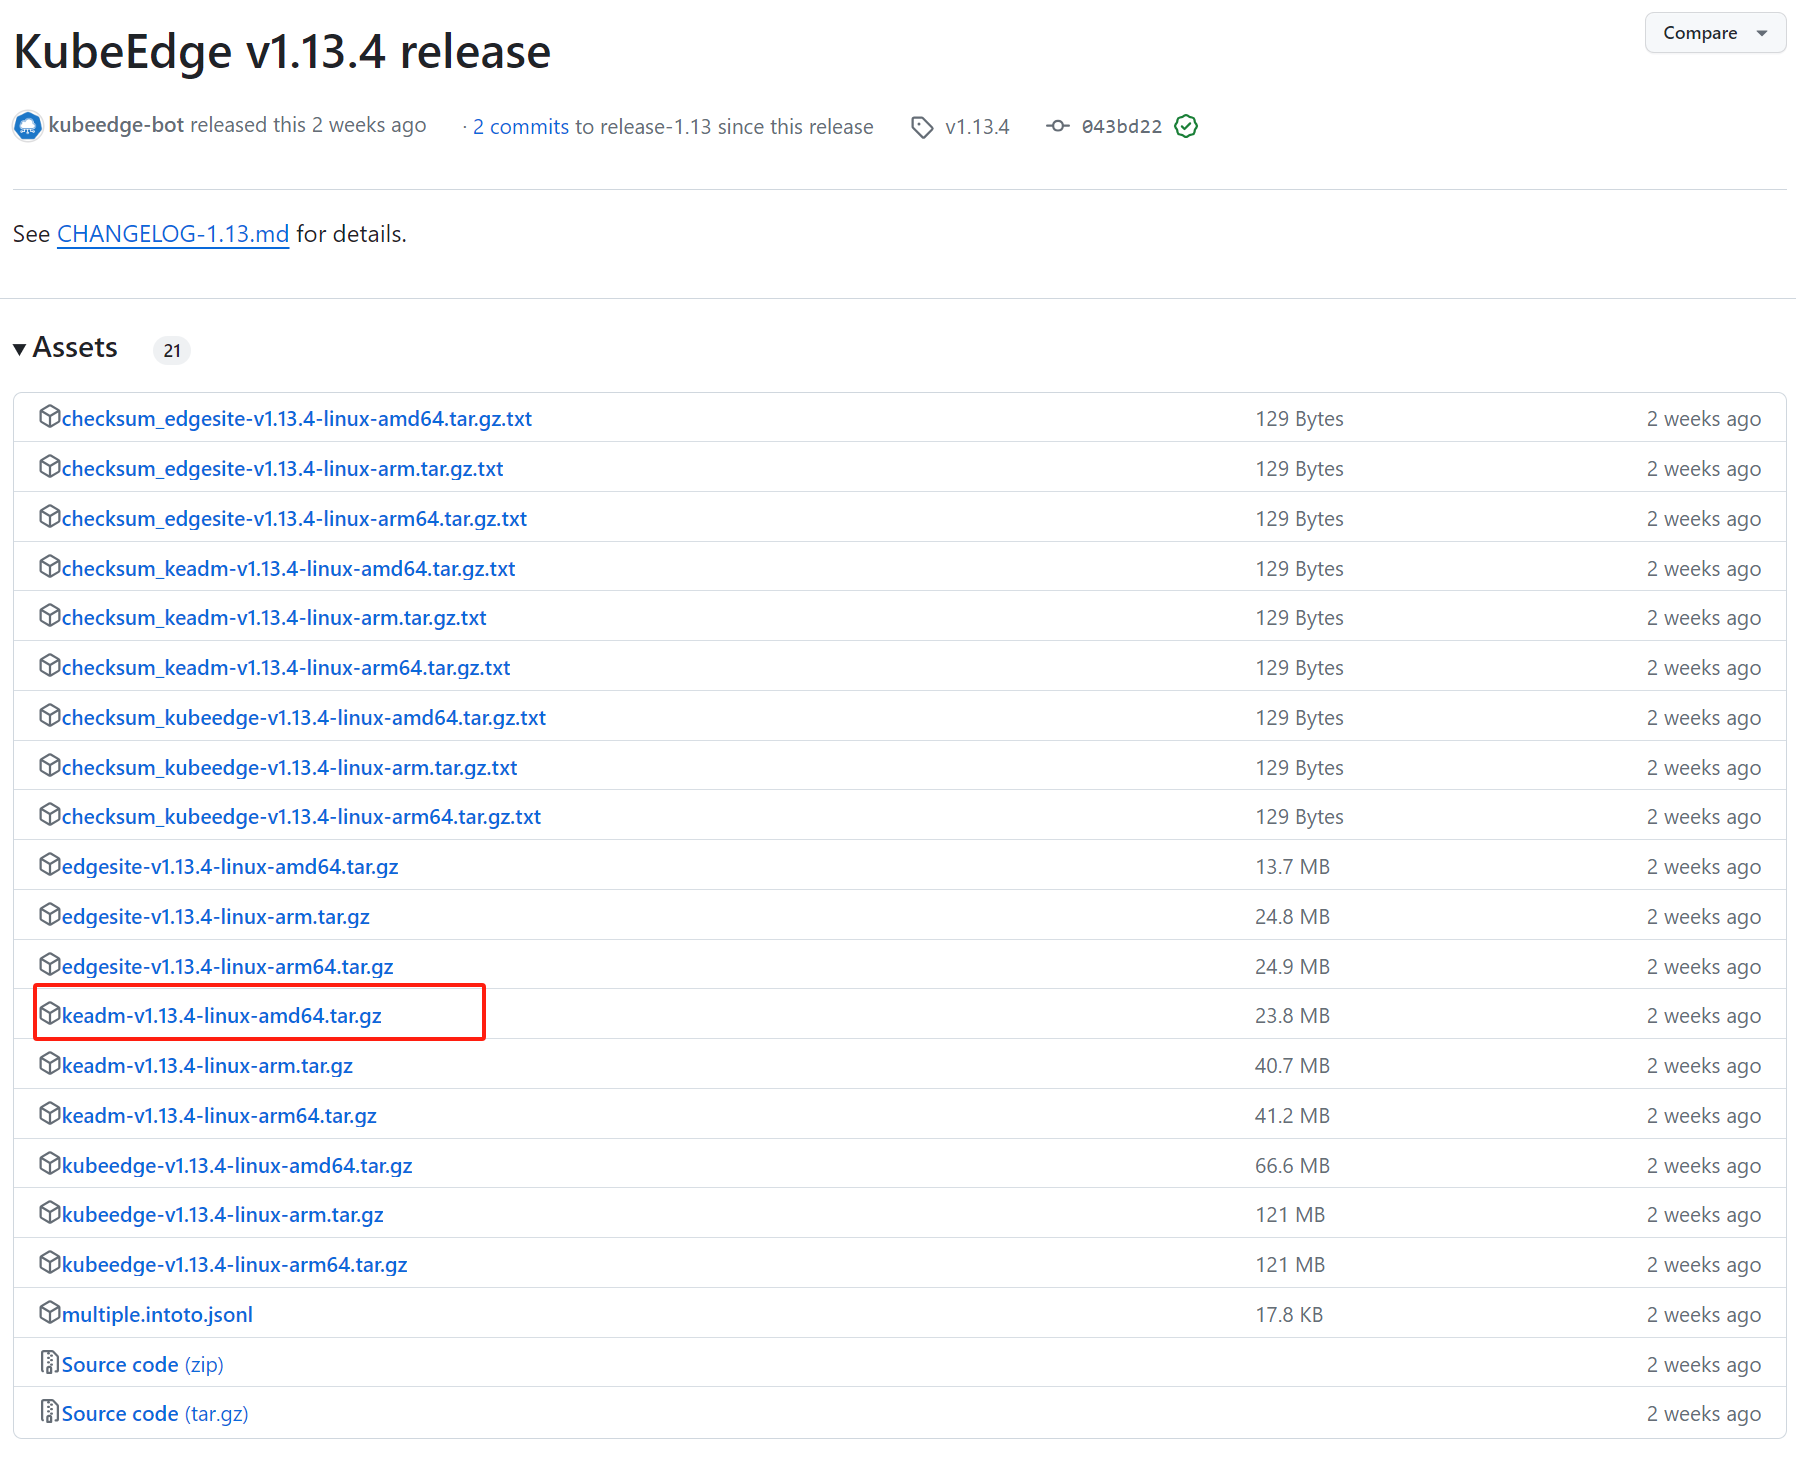 KubeEdge v1.13.4 release
Compare
kubeedge-bot released this 2 weeks ago · 2 commits to release-1.13 since this release v1.13.4 043bd22
See CHANGELOG-1.13.md for details.
Assets 21
checksum_edgesite-v1.13.4-linux-amd64.tar.gz.txt 129 Bytes 2 weeks ago
checksum_edgesite-v1.13.4-linux-arm.tar.gz.txt 129 Bytes 2 weeks ago
checksum_edgesite-v1.13.4-linux-arm64.tar.gz.txt 129 Bytes 2 weeks ago
checksum_keadm-v1.13.4-linux-amd64.tar.gz.txt 129 Bytes 2 weeks ago
checksum_keadm-v1.13.4-linux-arm.tar.gz.txt 129 Bytes 2 weeks ago
checksum_keadm-v1.13.4-linux-arm64.tar.gz.txt 129 Bytes 2 weeks ago
checksum_kubeedge-v1.13.4-linux-amd64.tar.gz.txt 129 Bytes 2 weeks ago
checksum_kubeedge-v1.13.4-linux-arm.tar.gz.txt 129 Bytes 2 weeks ago
checksum_kubeedge-v1.13.4-linux-arm64.tar.gz.txt 129 Bytes 2 weeks ago
edgesite-v1.13.4-linux-amd64.tar.gz 13.7 MB 2 weeks ago
edgesite-v1.13.4-linux-arm.tar.gz 24.8 MB 2 weeks ago
edgesite-v1.13.4-linux-arm64.tar.gz 24.9 MB 2 weeks ago
keadm-v1.13.4-linux-amd64.tar.gz 23.8 MB 2 weeks ago
keadm-v1.13.4-linux-arm.tar.gz 40.7 MB 2 weeks ago
keadm-v1.13.4-linux-arm64.tar.gz 41.2 MB 2 weeks ago
kubeedge-v1.13.4-linux-amd64.tar.gz 66.6 MB 2 weeks ago
kubeedge-v1.13.4-linux-arm.tar.gz 121 MB 2 weeks ago
kubeedge-v1.13.4-linux-arm64.tar.gz 121 MB 2 weeks ago
multiple.intoto.jsonl 17.8 KB 2 weeks ago
Source code (zip) 2 weeks ago
Source code (tar.gz) 2 weeks ago